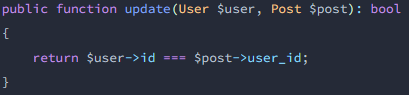 public function update(User $user, Post $post): bool
{
    return $user->id === $post->user_id;
}